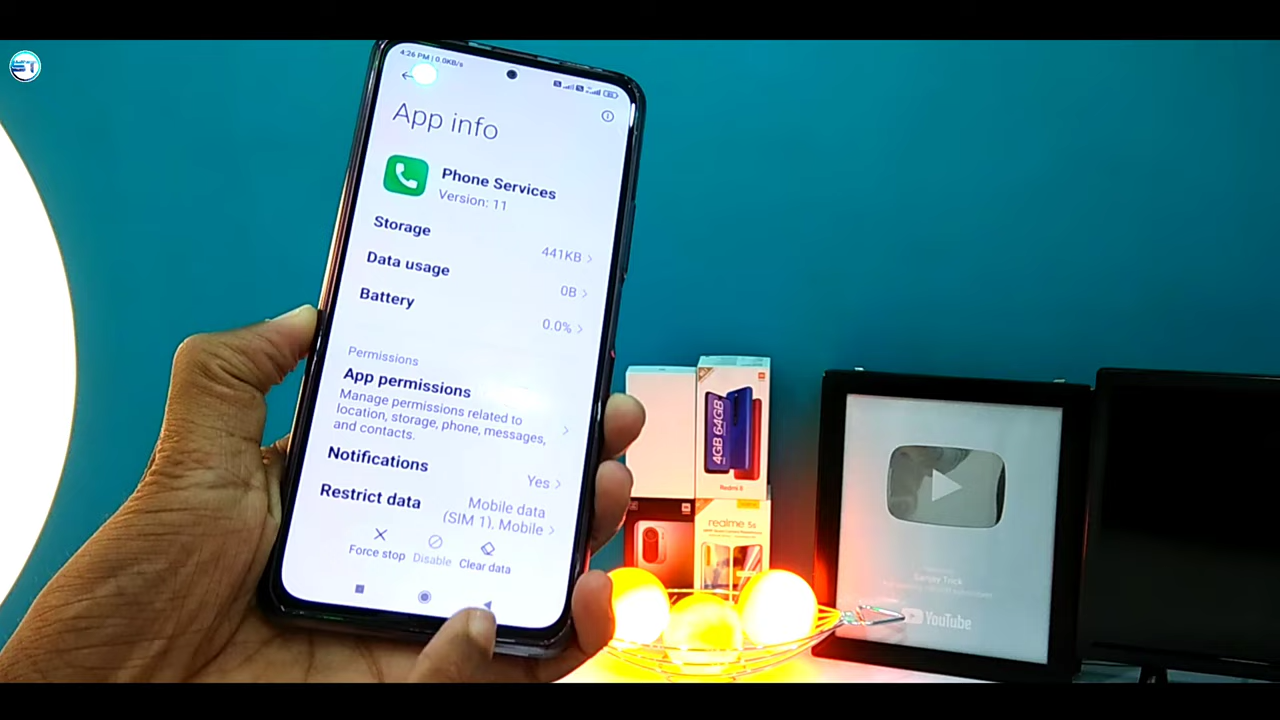 4:26 PM | 0.0KB/s
App info
Phone Services
Version: 11
Storage
441KB
Data usage
0B
Battery
0.0%
Permissions
App permissions
Manage permissions related to
location, storage, phone, messages,
and contacts.
Notifications
Yes
Restrict data
Mobile data
(SIM 1), Mobile
Force stop
Disable
Clear data
4GB 64GB
Redmi 8
realme 5s
Sanjay Trick
YouTube